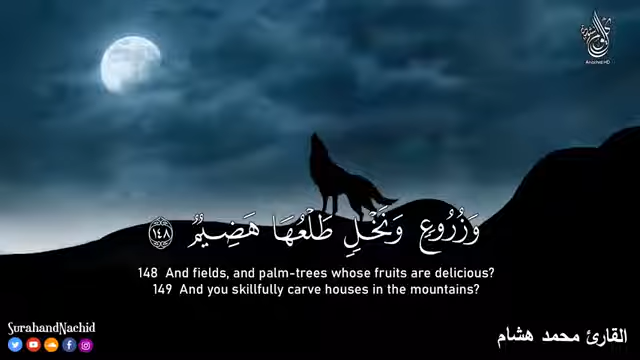 AnachidHD
وَزُرُوعٍ وَنَخْلٍ طَلْعُهَا هَضِيمٌ ١٤٨
148 And fields, and palm-trees whose fruits are delicious?
149 And you skillfully carve houses in the mountains?
SurahandNachid
القارئ محمد هشام